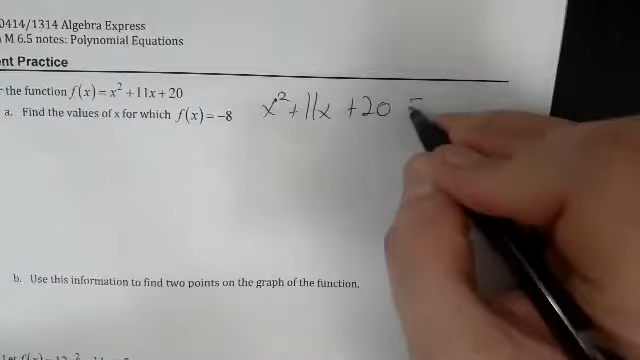 0414/1314 Algebra Express
M 6.5 notes: Polynomial Equations
nt Practice
the function f(x) = x² + 11x + 20
a. Find the values of x for which f(x) = −8
x² + 11x + 20
b. Use this information to find two points on the graph of the function.